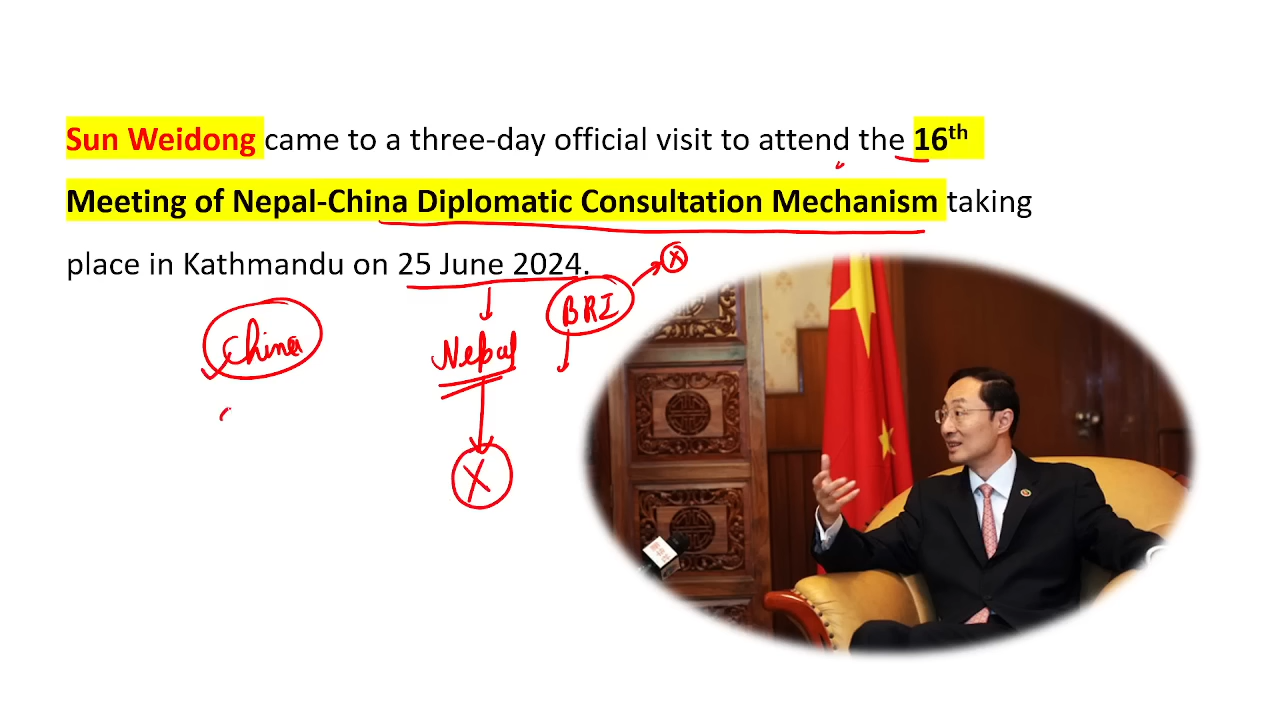 Sun Weidong came to a three-day official visit to attend the 16th
Meeting of Nepal-China Diplomatic Consultation Mechanism taking
place in Kathmandu on 25 June 2024.
China
Nepal
BRI
X
X